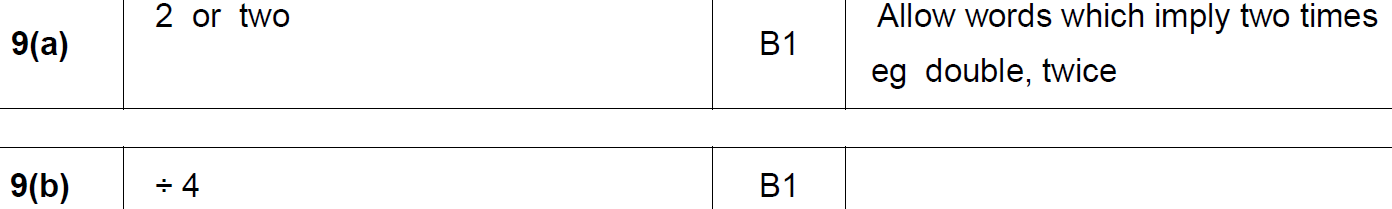 2 or two
9(a)
B1
Allow words which imply two times
eg double, twice
9(b)
÷ 4
B1